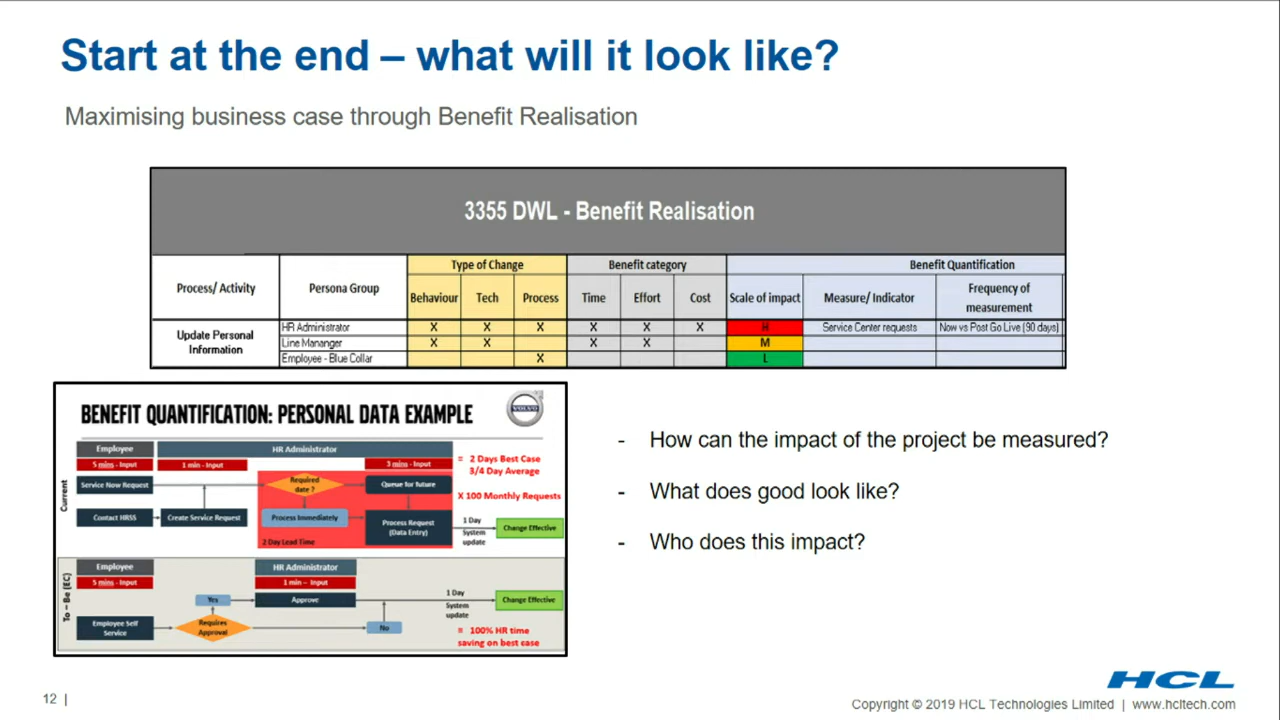 Start at the end – what will it look like?
Maximising business case through Benefit Realisation
3355 DWL - Benefit Realisation
Process/ Activity
Persona Group
Type of Change
Benefit category
Benefit Quantification
Behaviour
Tech
Process
Time
Effort
Cost
Scale of impact
Measure/ Indicator
Frequency of
measurement
Update Personal
Information
HR Administrator X X X X X X H Service Center requests Now vs Post Go Live (90 days)
Line Mananger X X X X M
Employee - Blue Collar X L
BENEFIT QUANTIFICATION: PERSONAL DATA EXAMPLE
VOLVO
Current
Employee
HR Administrator
5 mins - Input
1 min - Input
3 mins - Input
= 2 Days Best Case
3/4 Day Average
Service Now Request
Required
date ?
Queue for future
X 100 Monthly Requests
Contact HRSS
Create Service Request
Process Immediately
Process Request
(Data Entry)
1 Day
System
update
Change Effective
2 Day Lead Time
To – Be (EC)
Employee
HR Administrator
5 mins - Input
1 min – Input
Yes
Approve
1 Day
System
update
Change Effective
Employee Self
Service
Requires
Approval
No
= 100% HR time
saving on best case
- How can the impact of the project be measured?
- What does good look like?
- Who does this impact?
HCL
12 |
Copyright © 2019 HCL Technologies Limited | www.hcltech.com